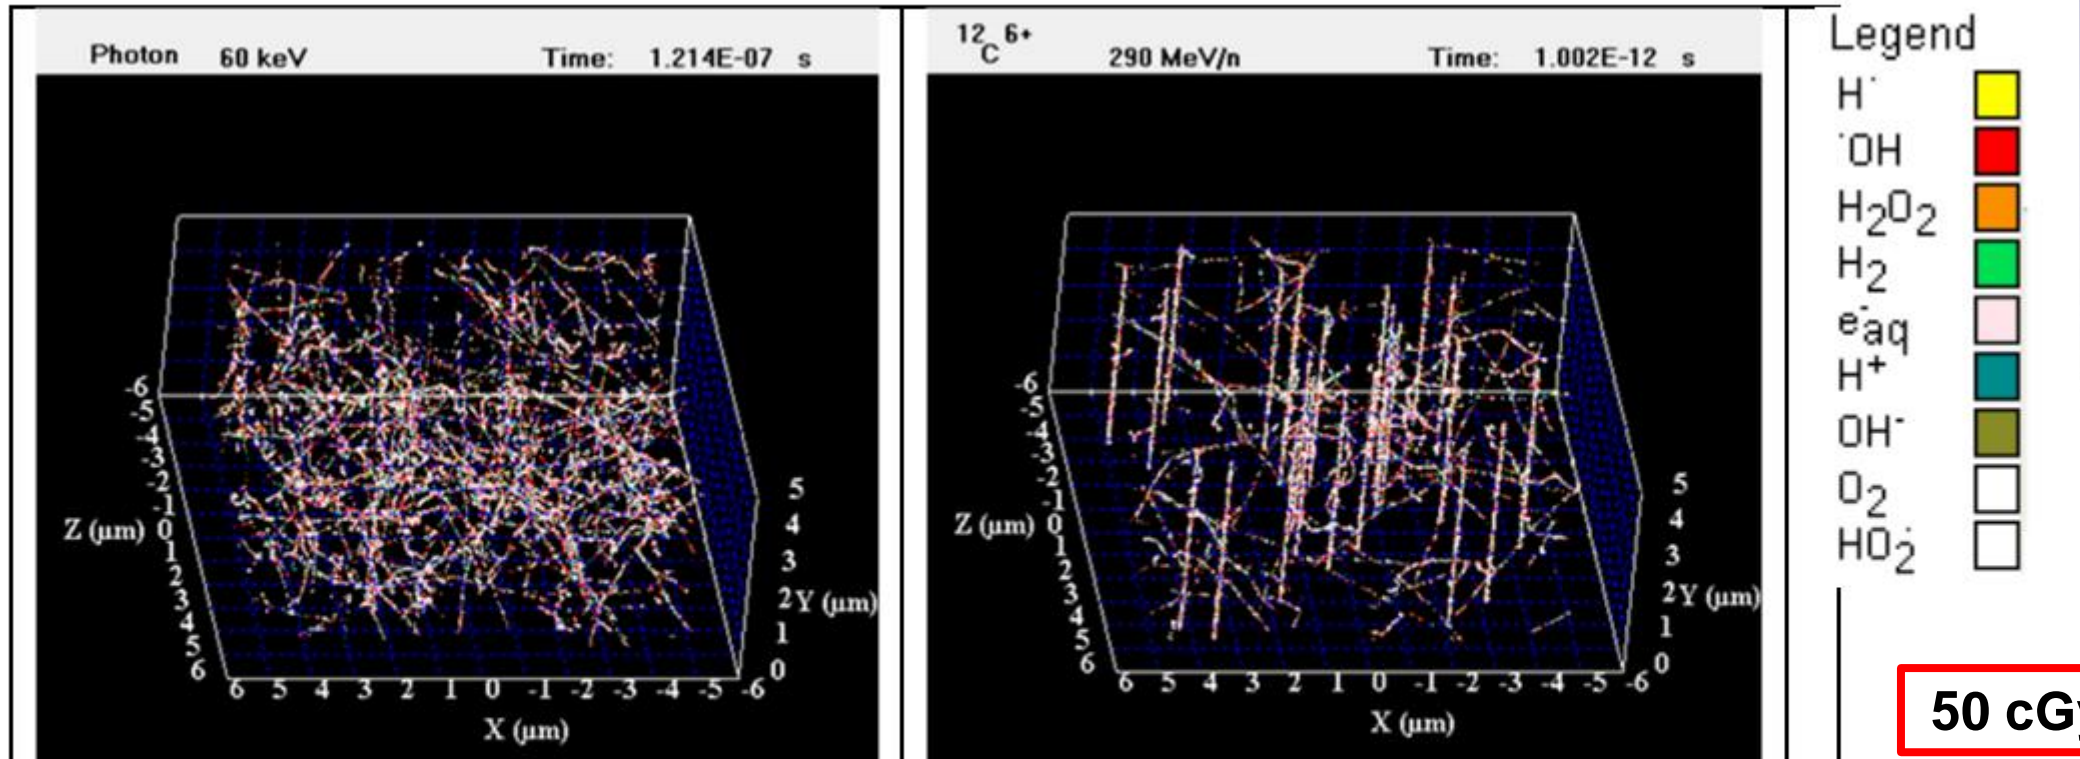 Photon 60 keV Time: 1.214E-07 s
-6
-5
-4
-3
-2
-1
Z (µm) 0
1
2
3
4
5
6
5
4
3
2 Y (µm)
1
0
6 5 4 3 2 1 0 -1 -2 -3 -4 -5 -6
X (µm)
12C6+ 290 MeV/n Time: 1.002E-12 s
-6
-5
-4
-3
-2
-1
Z (µm) 0
1
2
3
4
5
6
5
4
3
2 Y (µm)
1
0
6 5 4 3 2 1 0 -1 -2 -3 -4 -5 -6
X (µm)
Legend
H˙
˙OH
H2O2
H2
e-aq
H+
OH-
O2
HO2˙
50 cGy